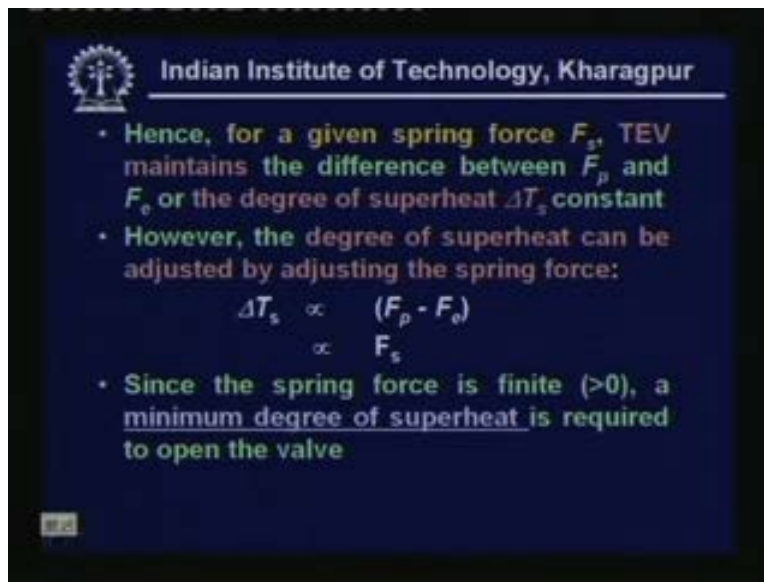 Indian Institute of Technology, Kharagpur
• Hence, for a given spring force Fs, TEV
maintains the difference between Fp and
Fe or the degree of superheat ΔTs constant
• However, the degree of superheat can be
adjusted by adjusting the spring force:
ΔTs ∝ (Fp - Fe)
∝ Fs
• Since the spring force is finite (>0), a
minimum degree of superheat is required
to open the valve